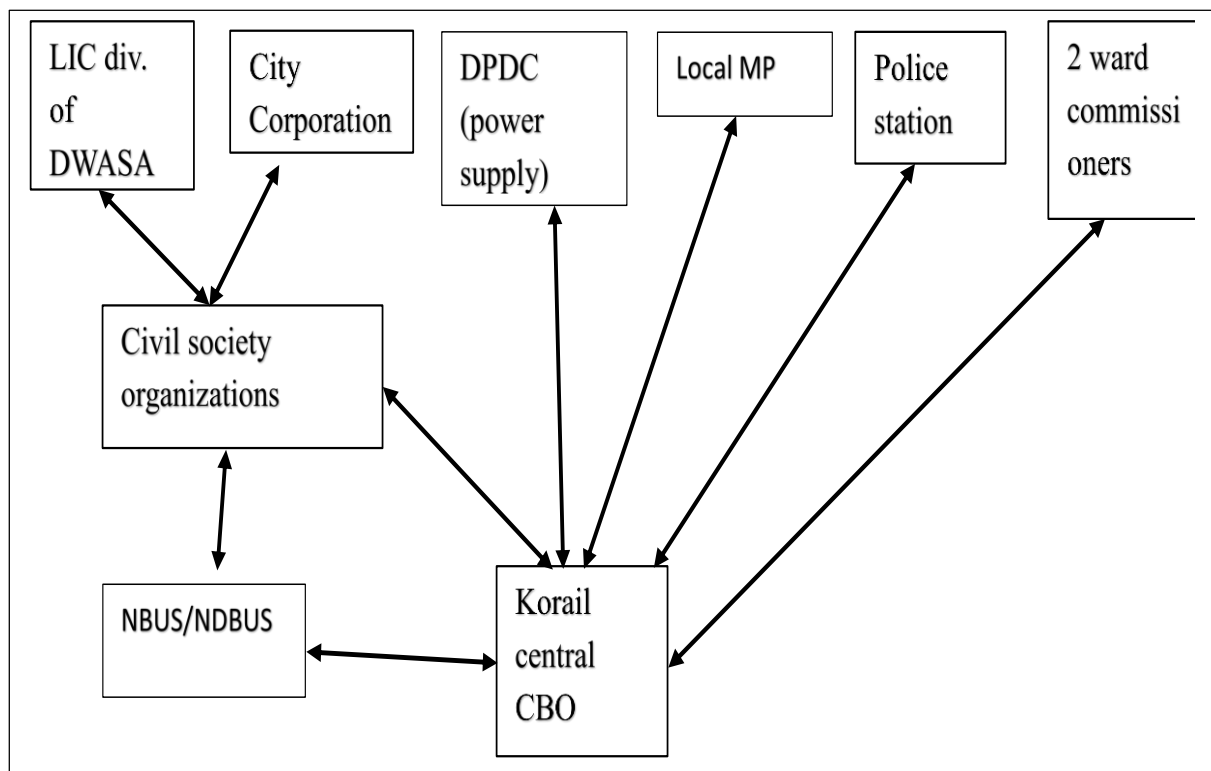 LIC div.
of
DWASA
City
Corporation
DPDC
(power
supply)
Local MP
Police
station
2 ward
commissi
oners
Civil society
organizations
NBUS/NDBUS
Korail
central
CBO